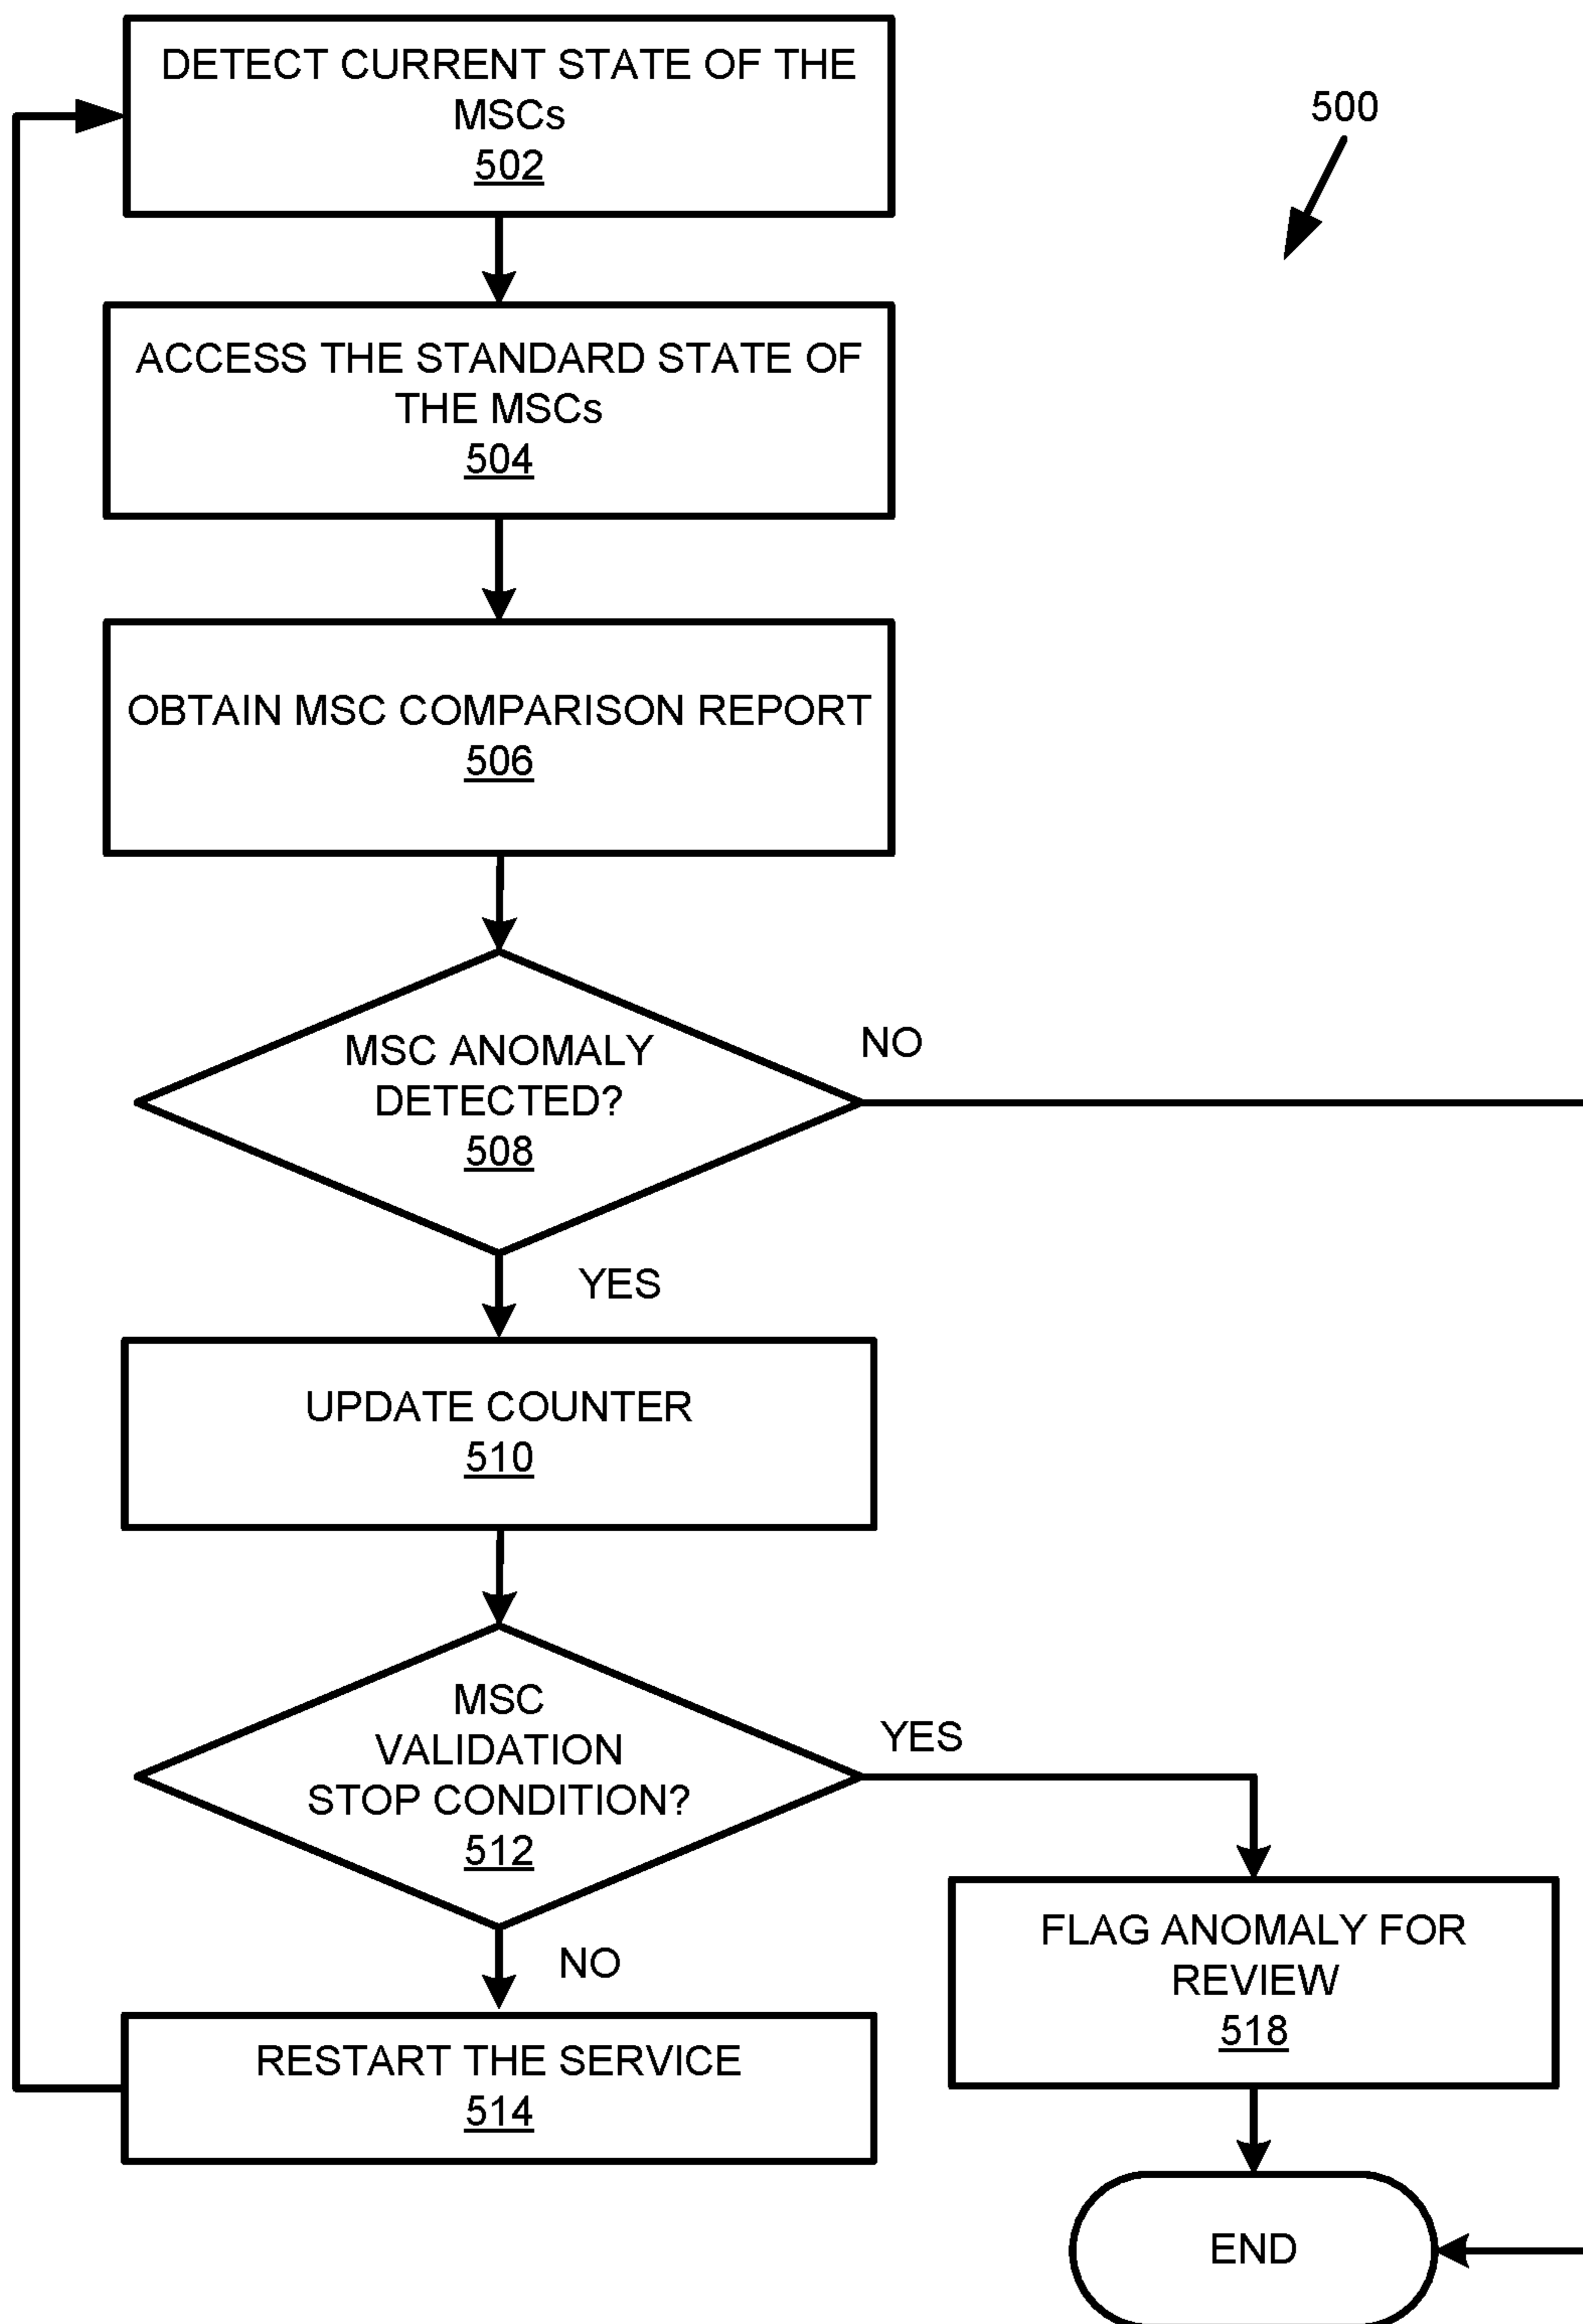 DETECT CURRENT STATE OF THE
MSCs
502
500
ACCESS THE STANDARD STATE OF
THE MSCs
504
OBTAIN MSC COMPARISON REPORT
506
MSC ANOMALY
DETECTED?
508
NO
YES
UPDATE COUNTER
510
MSC
VALIDATION
STOP CONDITION?
512
YES
NO
FLAG ANOMALY FOR
REVIEW
518
RESTART THE SERVICE
514
END